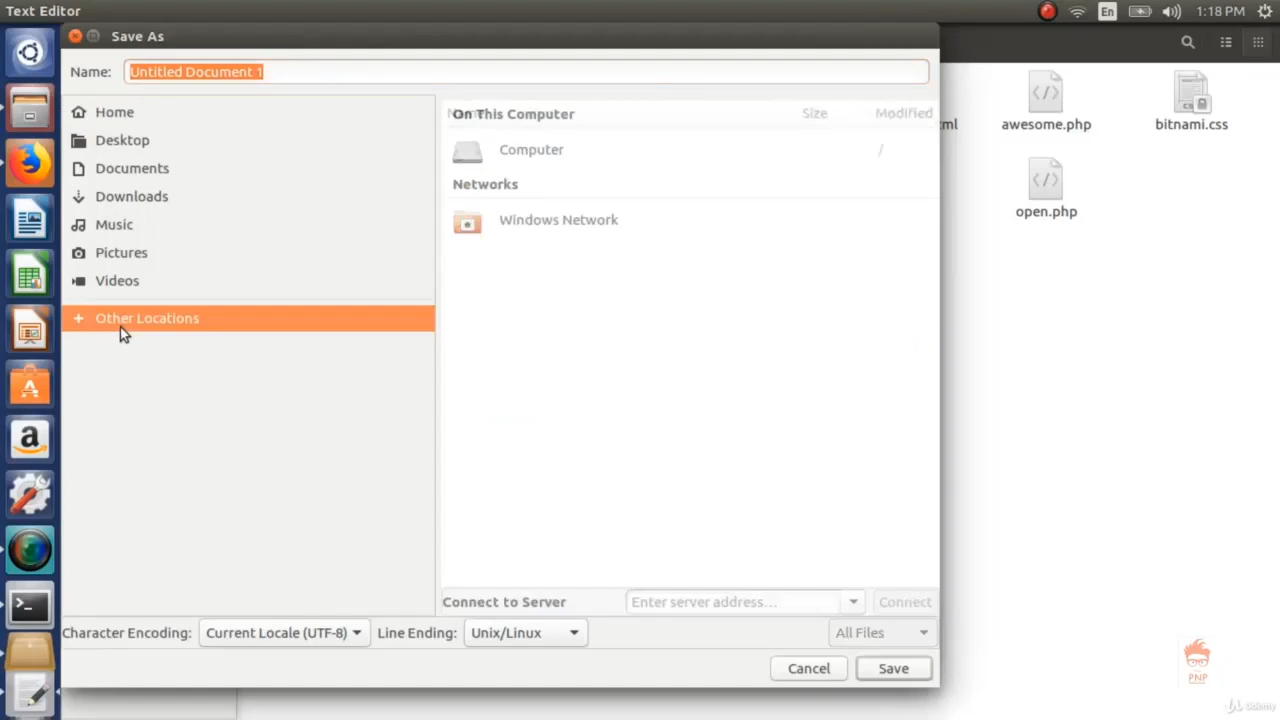 Text Editor
En
1:18 PM
Save As
Name: Untitled Document 1
Home
Desktop
Documents
Downloads
Music
Pictures
Videos
Other Locations
On This Computer
Size
Modified
Computer
/
Networks
Windows Network
Connect to Server
Enter server address...
Connect
Character Encoding: Current Locale (UTF-8)
Line Ending: Unix/Linux
All Files
Cancel
Save
ml
awesome.php
bitnami.css
open.php
PNP
Udemy